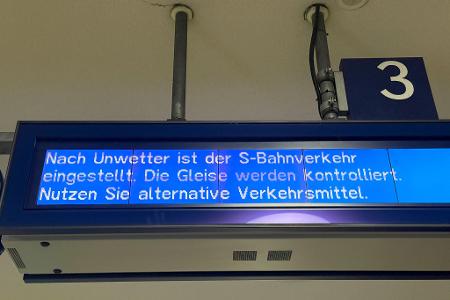 3
Nach Unwetter ist der S-Bahnverkehr
eingestellt. Die Gleise werden kontrolliert.
Nutzen Sie alternative Verkehrsmittel.